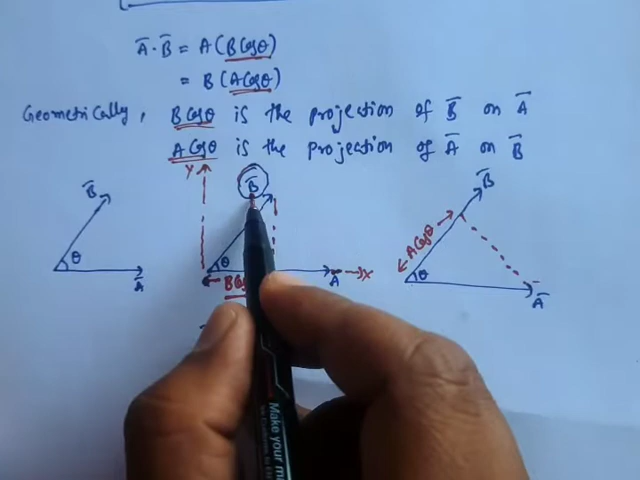 A̅ · B̅ = A (B Cosθ)
= B (A Cosθ)
Geometrically, B Cosθ is the projection of B̅ on A̅
A Cosθ is the projection of A̅ on B̅
Y
B̅
B̅
B̅
A Cosθ
θ
θ
θ
A̅
A
X
A̅
Make your m